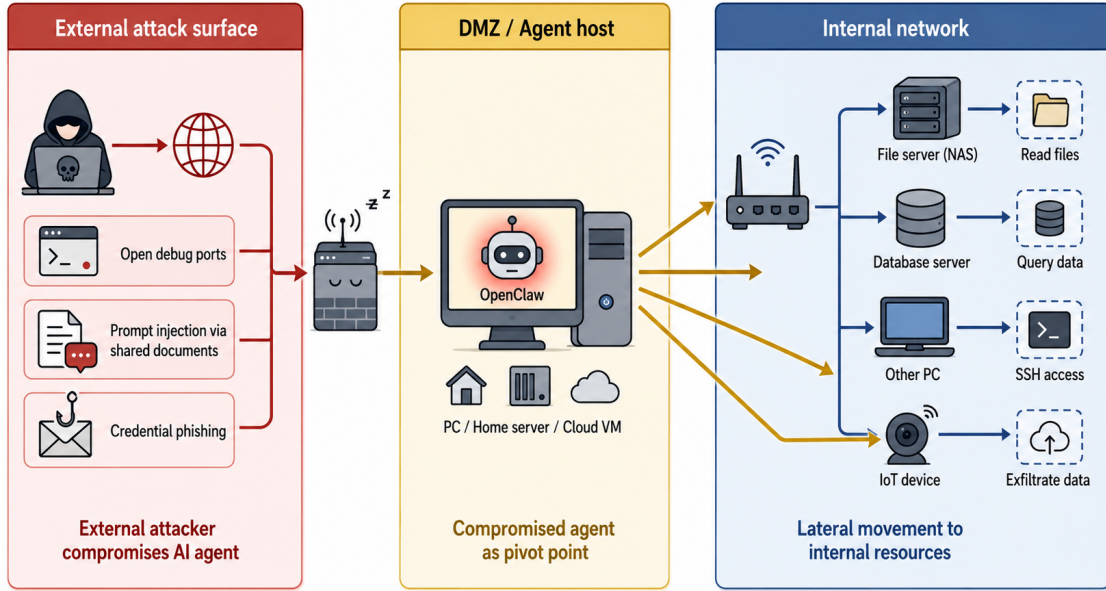 External attack surface
DMZ / Agent host
Internal network
Open debug ports
Prompt injection via
shared documents
Credential phishing
External attacker
compromises AI agent
z z
OpenClaw
PC / Home server / Cloud VM
Compromised agent
as pivot point
File server (NAS)
Read files
Database server
Query data
Other PC
>_
SSH access
IoT device
Exfiltrate data
Lateral movement to
internal resources
>_